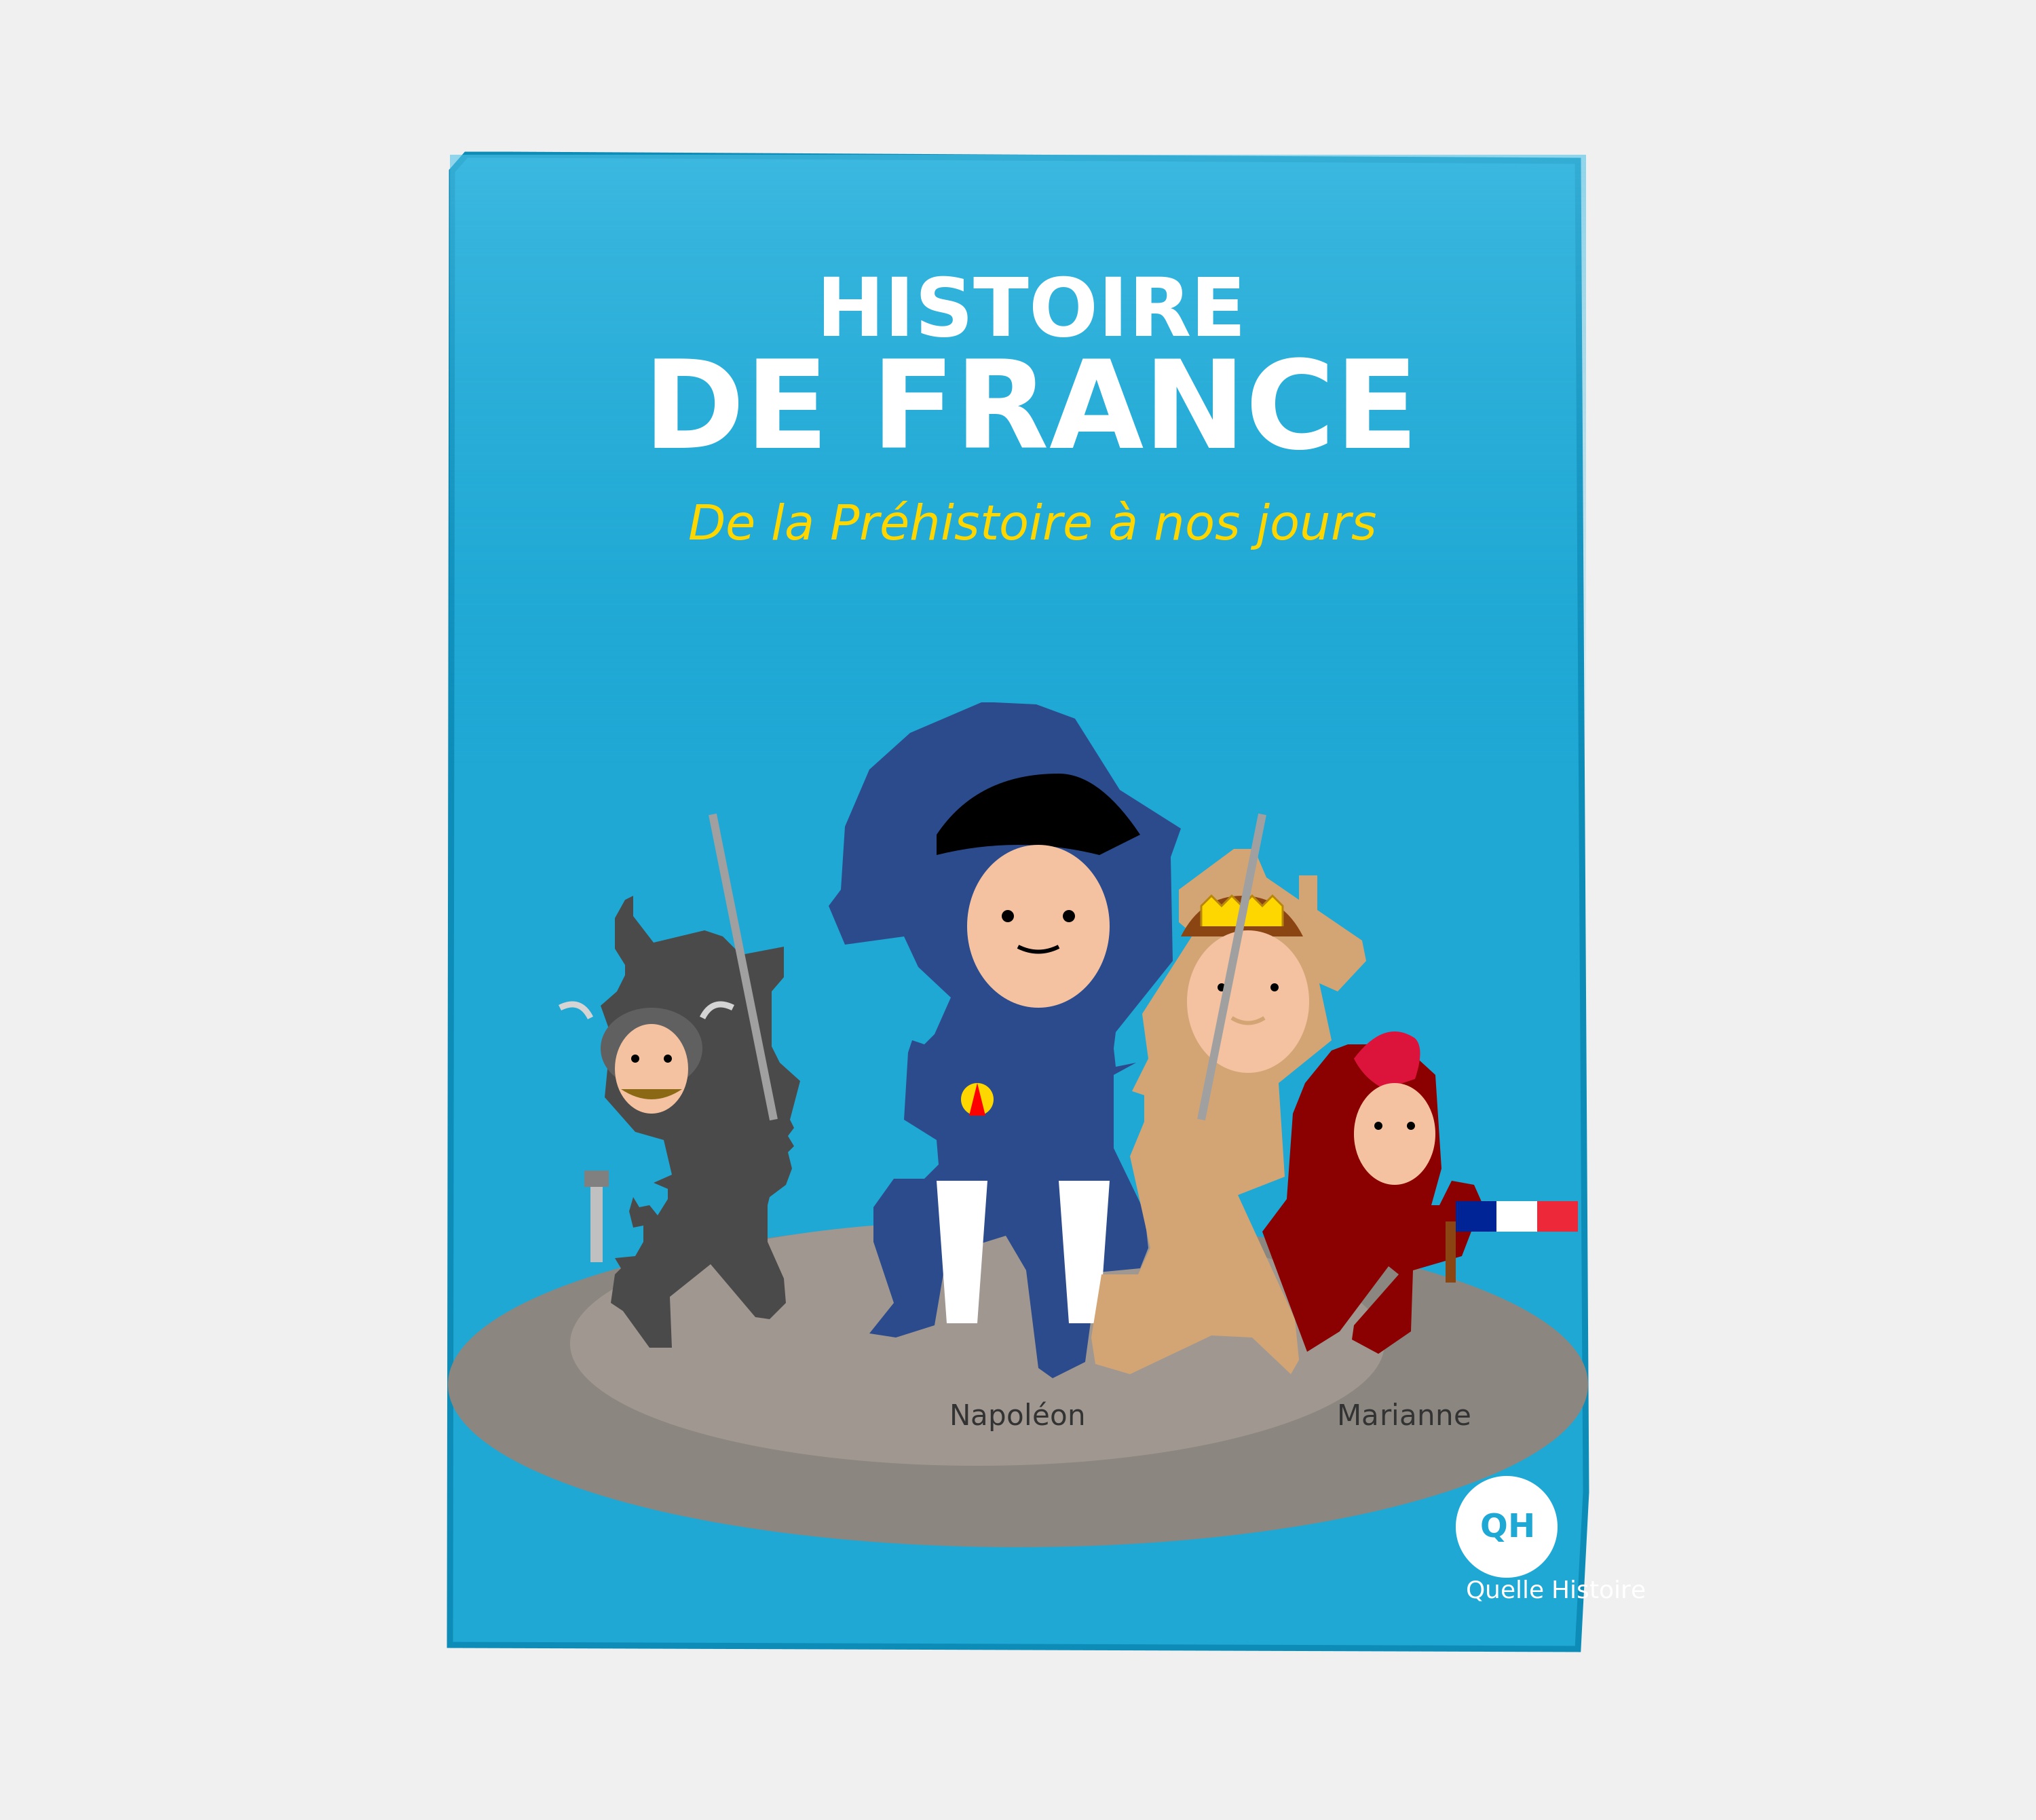 HISTOIRE
DE FRANCE
De la Préhistoire à nos jours
Napoléon
Marianne
QH
Quelle Histoire